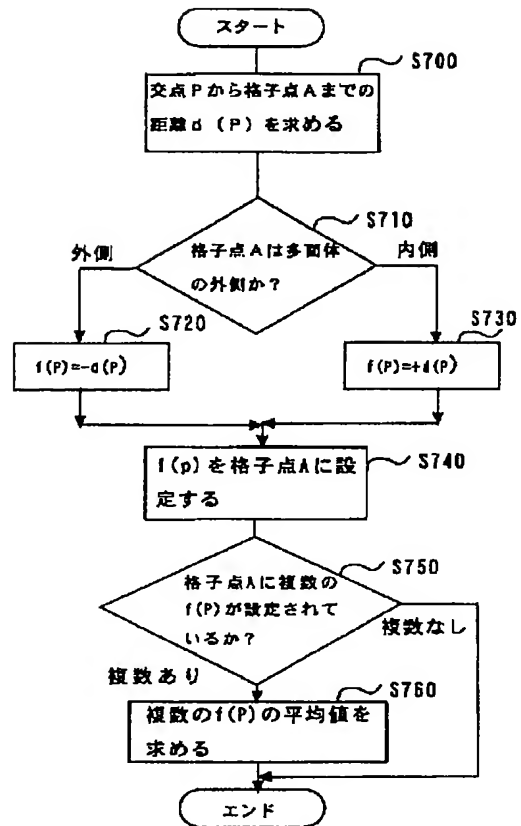 スタート
S700
交点Pから格子点Aまでの
距離d (P) を求める
S710
格子点Aは多面体
の外側か?
外側
内側
S720
f(P)=-d(P)
S730
f(P)=+d(P)
f(p)を格子点Aに設
定する
S740
S750
格子点Aに複数の
f(P)が設定されて
いるか?
複数なし
複数あり
S760
複数のf(P)の平均値を
求める
エンド